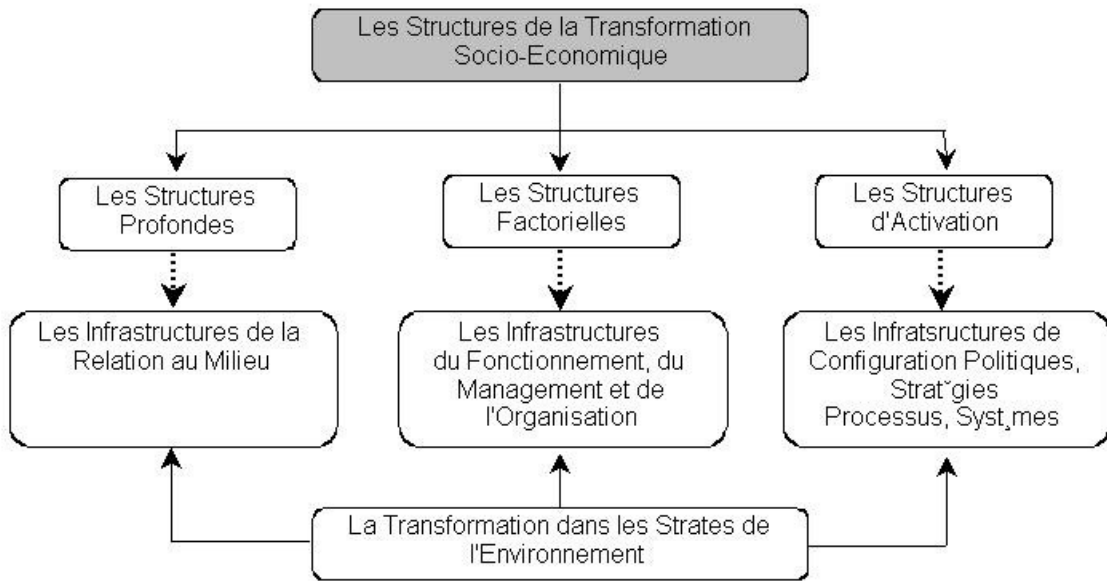 Les Structures de la Transformation
Socio-Economique
Les Structures
Profondes
Les Structures
Factorielles
Les Structures
d'Activation
Les Infrastructures de la
Relation au Milieu
Les Infrastructures
du Fonctionnement, du
Management et de
l'Organisation
Les Infratsructures de
Configuration Politiques,
Stratˇgies
Processus, Syst¸mes
La Transformation dans les Strates de
l'Environnement